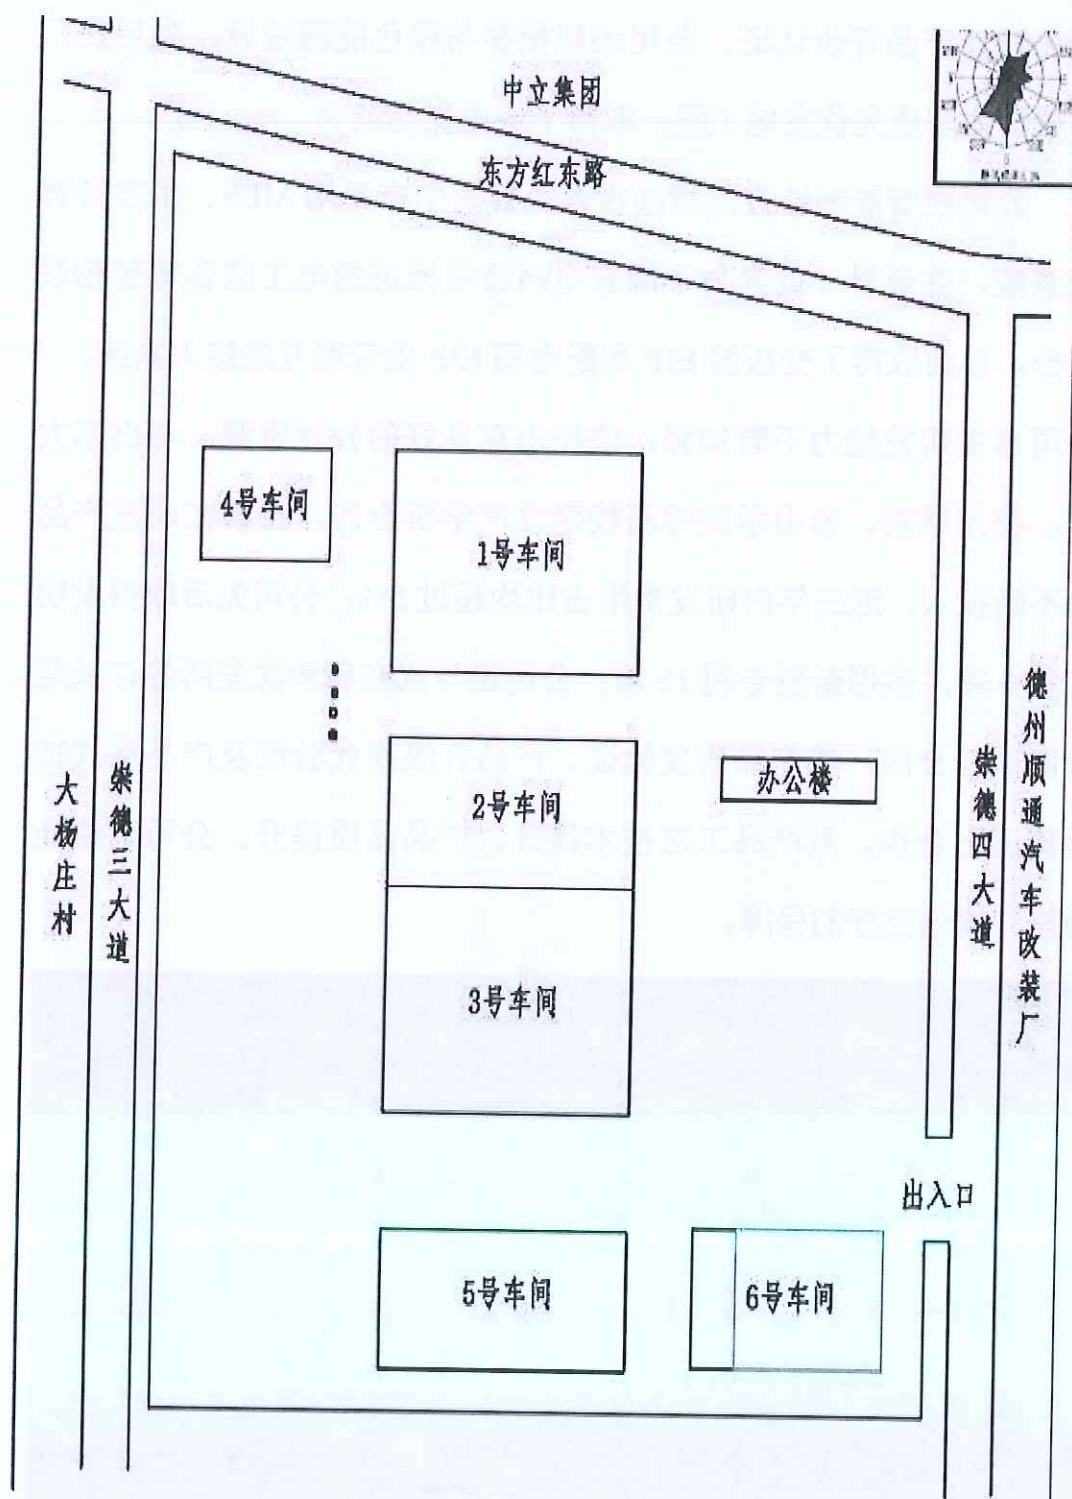 中立集团
东方红东路
4号车间
1号车间
2号车间
办公楼
3号车间
出入口
5号车间
6号车间
大杨庄村
崇德三大道
崇德四大道
德州顺通汽车改装厂